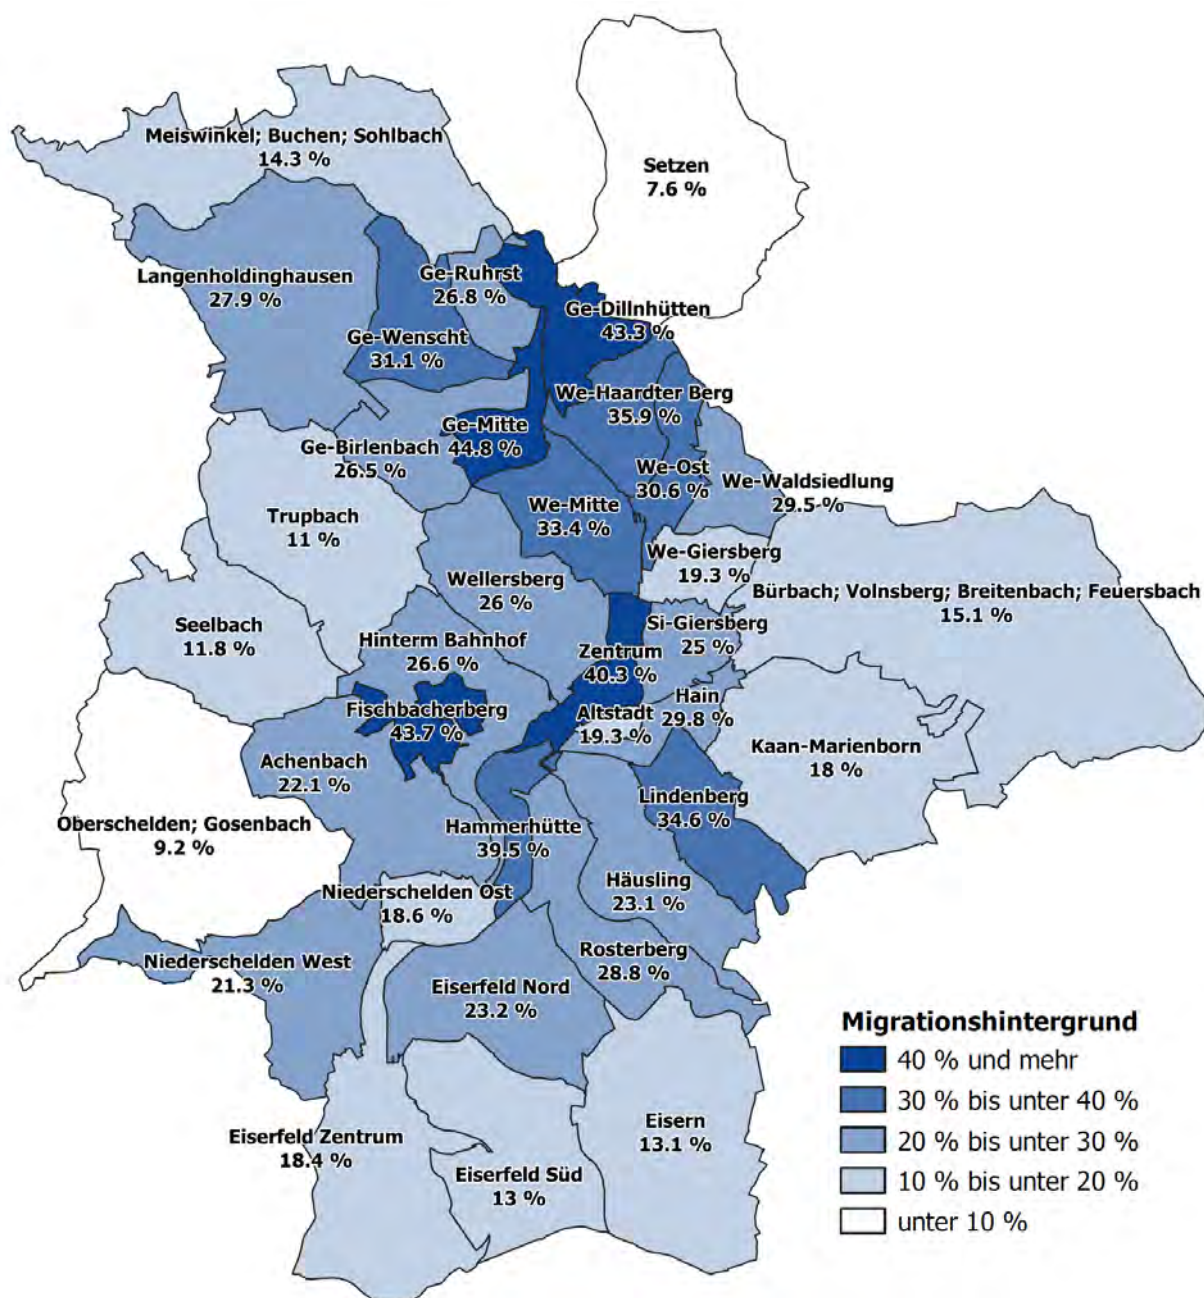 Meiswinkel; Buchen; Sohlbach
14.3 %
Setzen
7.6 %
Langenholdinghausen
27.9 %
Ge-Ruhrst
26.8 %
Ge-Dillnhütten
43.3 %
Ge-Wenscht
31.1 %
We-Haardter Berg
35.9 %
Ge-Mitte
44.8 %
Ge-Birlenbach
26.5 %
We-Ost
30.6 %
We-Waldsiedlung
29.5 %
We-Mitte
33.4 %
Trupbach
11 %
We-Giersberg
19.3 %
Wellersberg
26 %
Bürbach; Volnsberg; Breitenbach; Feuersbach
15.1 %
Seelbach
11.8 %
Hinterm Bahnhof
26.6 %
Si-Giersberg
25 %
Zentrum
40.3 %
Hain
29.8 %
Fischbacherberg
43.7 %
Altstadt
19.3 %
Kaan-Marienborn
18 %
Achenbach
22.1 %
Lindenberg
34.6 %
Oberschelden; Gosenbach
9.2 %
Hammerhütte
39.5 %
Häusling
23.1 %
Niederschelden Ost
18.6 %
Rosterberg
28.8 %
Niederschelden West
21.3 %
Eiserfeld Nord
23.2 %
Eisern
13.1 %
Eiserfeld Zentrum
18.4 %
Eiserfeld Süd
13 %
Migrationshintergrund
40 % und mehr
30 % bis unter 40 %
20 % bis unter 30 %
10 % bis unter 20 %
unter 10 %